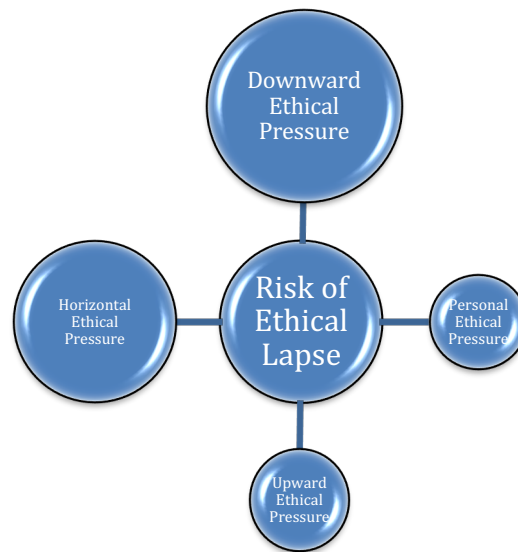 Downward
Ethical
Pressure
Horizontal
Ethical
Pressure
Risk of
Ethical
Lapse
Personal
Ethical
Pressure
Upward
Ethical
Pressure